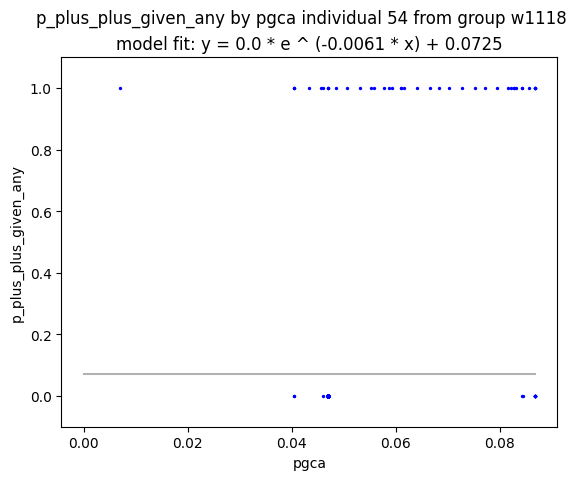 p_plus_plus_given_any by pgca individual 54 from group w1118
model fit: y = 0.0 * e ^ (-0.0061 * x) + 0.0725
1.0
0.8
0.6
0.4
0.2
0.0
p_plus_plus_given_any
0.00 0.02 0.04 0.06 0.08
pgca